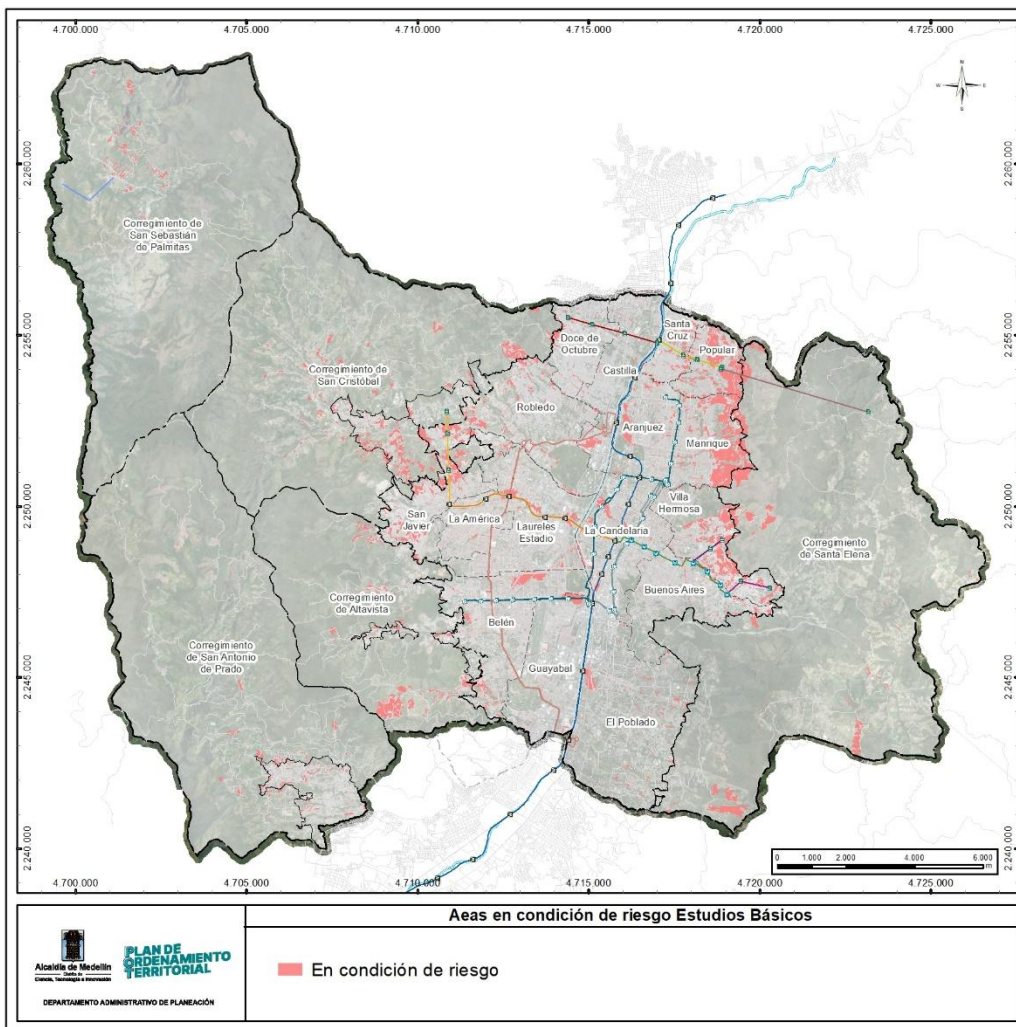 4.700.000 4.705.000 4.710.000 4.715.000 4.720.000 4.725.000
N
W E
S
2.260.000 2.260.000
Corregimiento de
San Sebastián
de Palmitas
2.255.000 2.255.000
Santa
Cruz
Doce de
Octubre
Popular
Castilla
Corregimiento de
San Cristóbal
Robledo
Aranjuez
Manrique
2.250.000 2.250.000
Villa
Hermosa
San
Javier
La América
Laureles
Estadio
La Candelaria
Corregimiento
de Santa Elena
Corregimiento
de Altavista
Buenos Aires
Belén
Corregimiento
de San Antonio
de Prado
Guayabal
2.245.000 2.245.000
El Poblado
2.240.000 2.240.000
0 1.000 2.000 4.000 6.000
m
4.700.000 4.705.000 4.710.000 4.715.000 4.720.000 4.725.000
Aeas en condición de riesgo Estudios Básicos
Alcaldía de Medellín
Distrito de
Ciencia, Tecnología e Innovación
PLAN DE
ORDENAMIENTO
TERRITORIAL
DEPARTAMENTO ADMINISTRATIVO DE PLANEACIÓN
En condición de riesgo